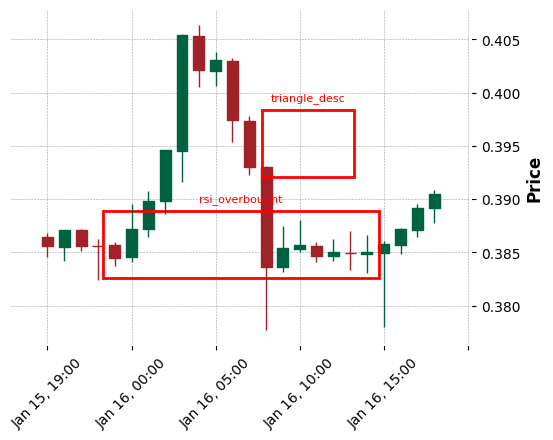 0.405
0.400
triangle_desc
0.395
rsi_overbought
0.390
0.385
0.380
Price
Jan 15, 19:00
Jan 16, 00:00
Jan 16, 05:00
Jan 16, 10:00
Jan 16, 15:00